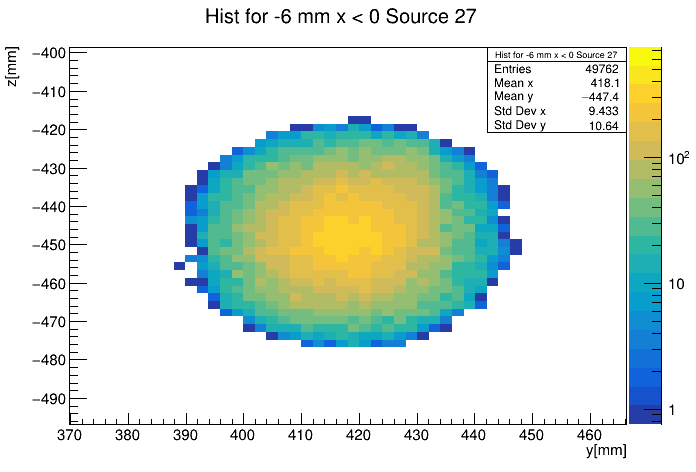 Hist for -6 mm x < 0 Source 27
z[mm]
−400
−410
−420
−430
−440
−450
−460
−470
−480
−490
370 380 390 400 410 420 430 440 450 460
y[mm]
Hist for -6 mm x < 0 Source 27
Entries 49762
Mean x 418.1
Mean y −447.4
Std Dev x 9.433
Std Dev y 10.64
10²
10
1